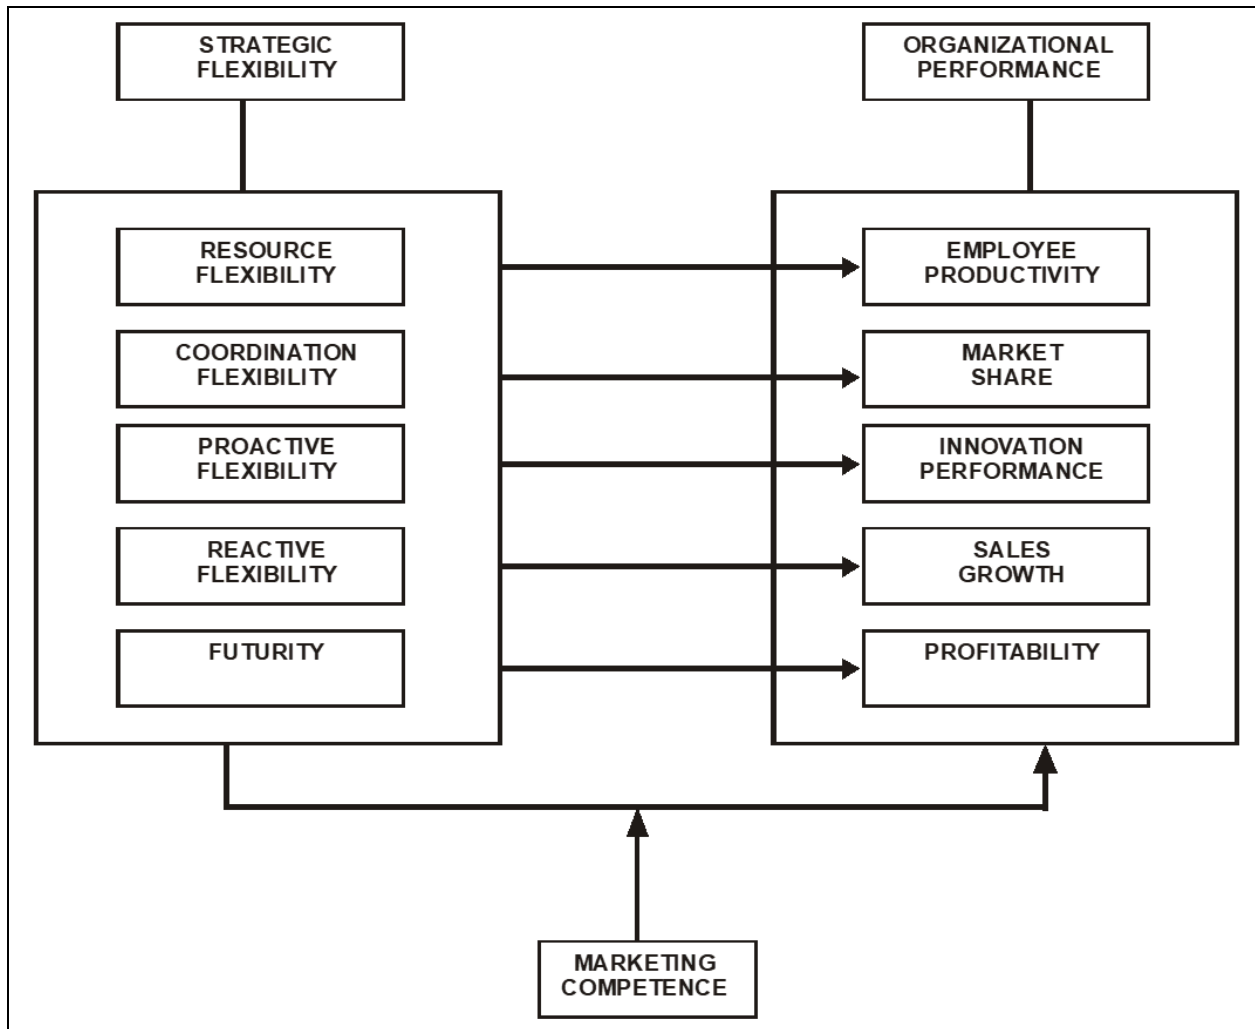 STRATEGIC
FLEXIBILITY
ORGANIZATIONAL
PERFORMANCE
RESOURCE
FLEXIBILITY
EMPLOYEE
PRODUCTIVITY
COORDINATION
FLEXIBILITY
MARKET
SHARE
PROACTIVE
FLEXIBILITY
INNOVATION
PERFORMANCE
REACTIVE
FLEXIBILITY
SALES
GROWTH
FUTURITY
PROFITABILITY
MARKETING
COMPETENCE